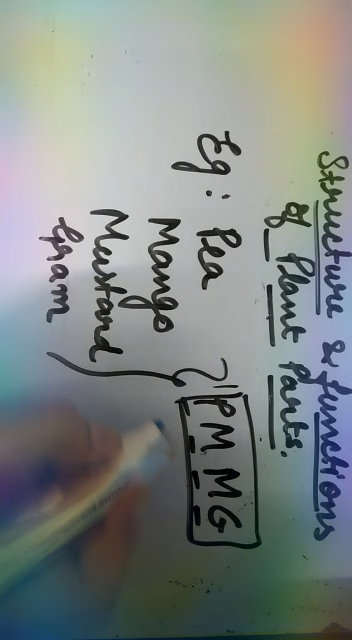 Structure & functions
of Plant Parts.
Eg: Pea
Mango
Mustard
Gram
"PMMG